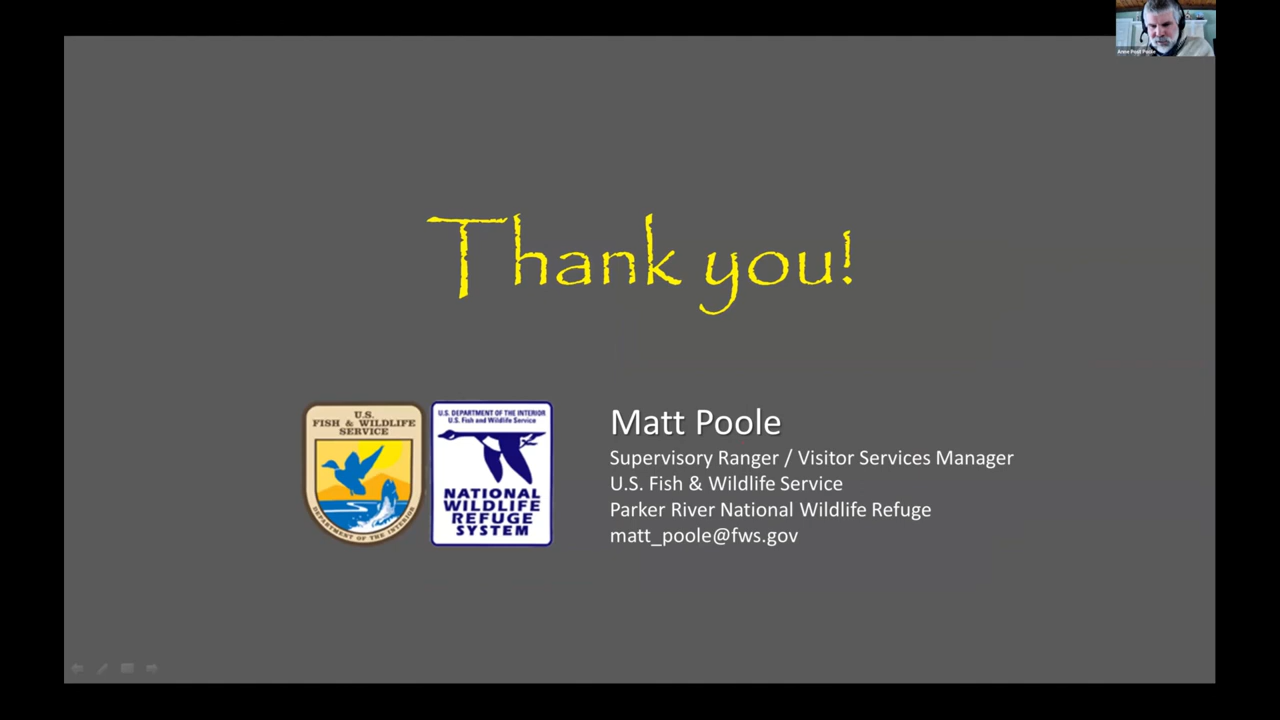 Thank you!
U.S.
FISH & WILDLIFE
SERVICE
DEPARTMENT OF THE INTERIOR
U.S. DEPARTMENT OF THE INTERIOR
U.S. Fish and Wildlife Service
NATIONAL
WILDLIFE
REFUGE
SYSTEM
Matt Poole
Supervisory Ranger / Visitor Services Manager
U.S. Fish & Wildlife Service
Parker River National Wildlife Refuge
matt_poole@fws.gov